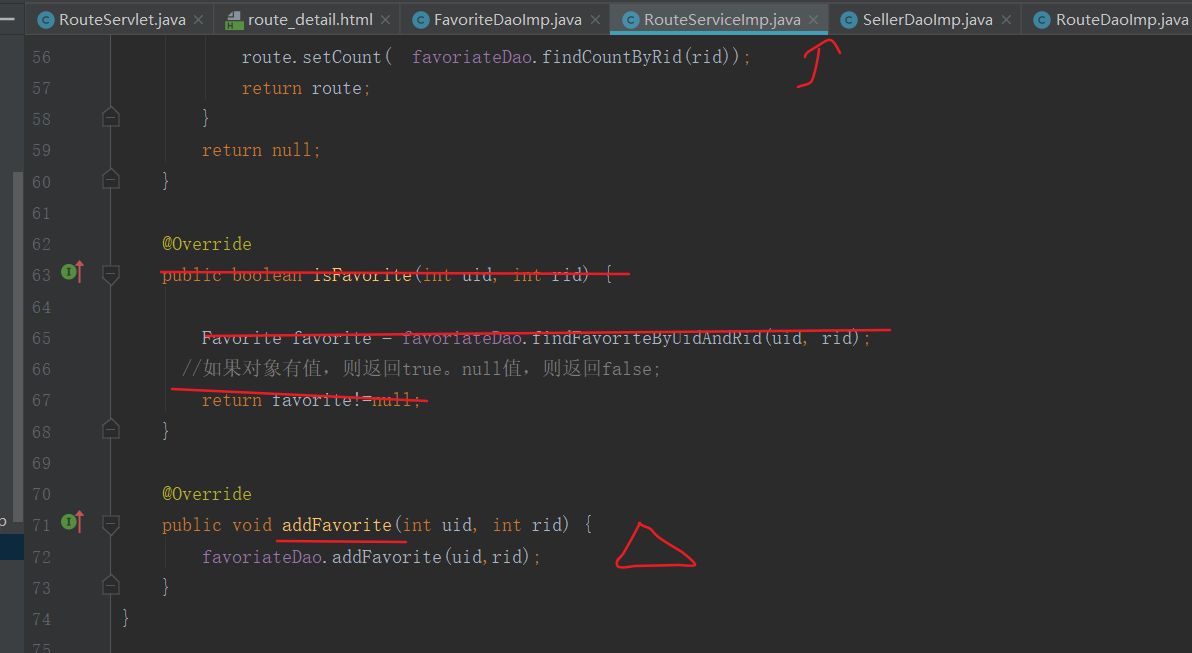 RouteServlet.java route_detail.html FavoriteDaoImp.java RouteServiceImp.java SellerDaoImp.java RouteDaoImp.java
56 route.setCount( favoriateDao.findCountByRid(rid));
57 return route;
58 }
59 return null;
60 }
61
62 @Override
63 public boolean isFavorite(int uid, int rid) {
64
65 Favorite favorite = favoriateDao.findFavoriteByUidAndRid(uid, rid);
66 //如果对象有值，则返回true。null值，则返回false;
67 return favorite!=null;
68 }
69
70 @Override
71 public void addFavorite(int uid, int rid) {
72 favoriateDao.addFavorite(uid,rid);
73 }
74 }
75